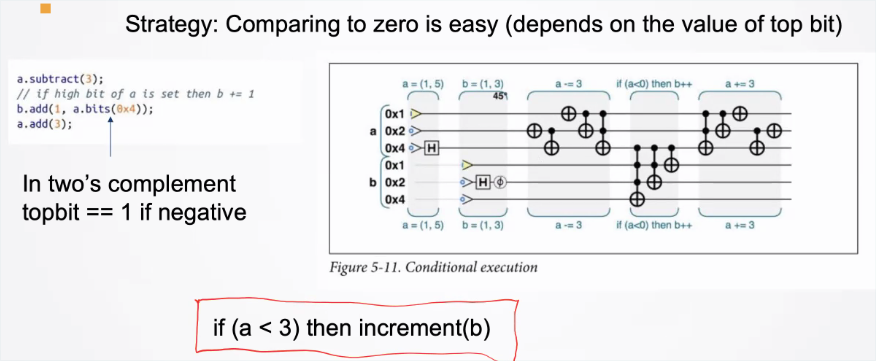 Strategy: Comparing to zero is easy (depends on the value of top bit)
a.subtract(3);
// if high bit of a is set then b += 1
b.add(1, a.bits(0x4));
a.add(3);
In two's complement
topbit == 1 if negative
a = (1, 5) b = (1, 3) a -= 3 if (a<0) then b++ a += 3
45°
0x1
a 0x2
0x4 H
0x1
b 0x2 H ϕ
0x4
a = (1, 5) b = (1, 3) a -= 3 if (a<0) then b++ a += 3
Figure 5-11. Conditional execution
if (a < 3) then increment(b)